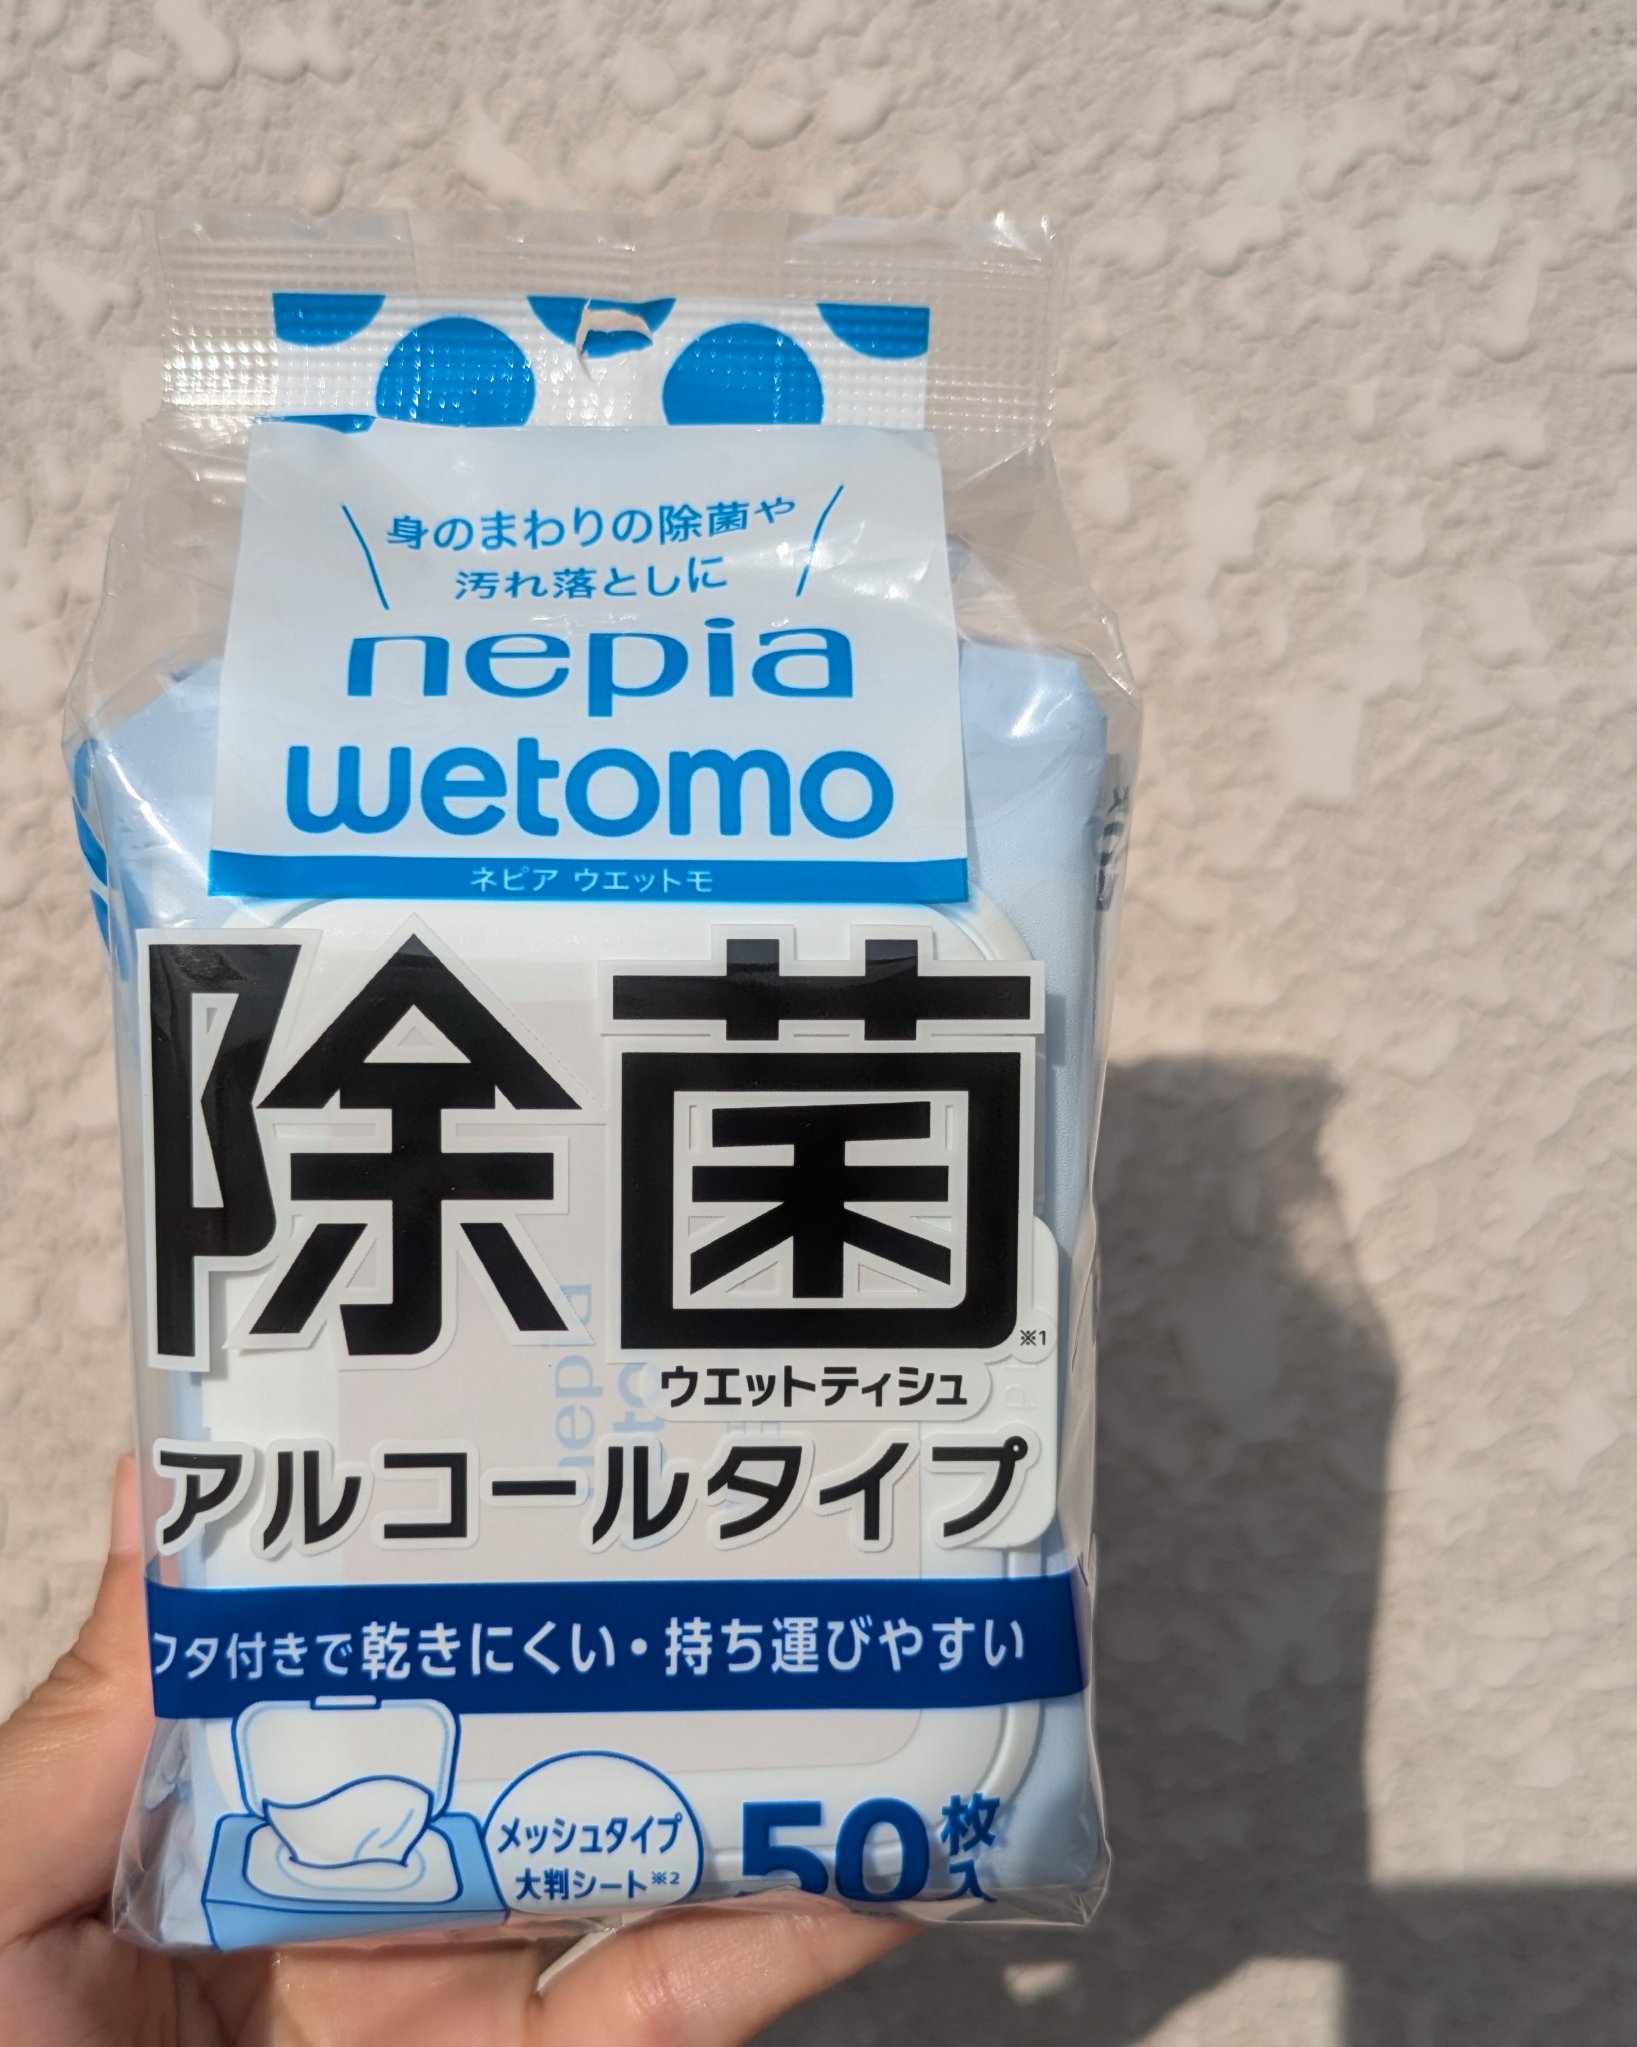 身のまわりの除菌や
汚れ落としに
nepia
wetomo
ネピア ウエットモ
除菌※1
ウエットティシュ
アルコールタイプ
フタ付きで乾きにくい・持ち運びやすい
メッシュタイプ
大判シート※2
50枚入